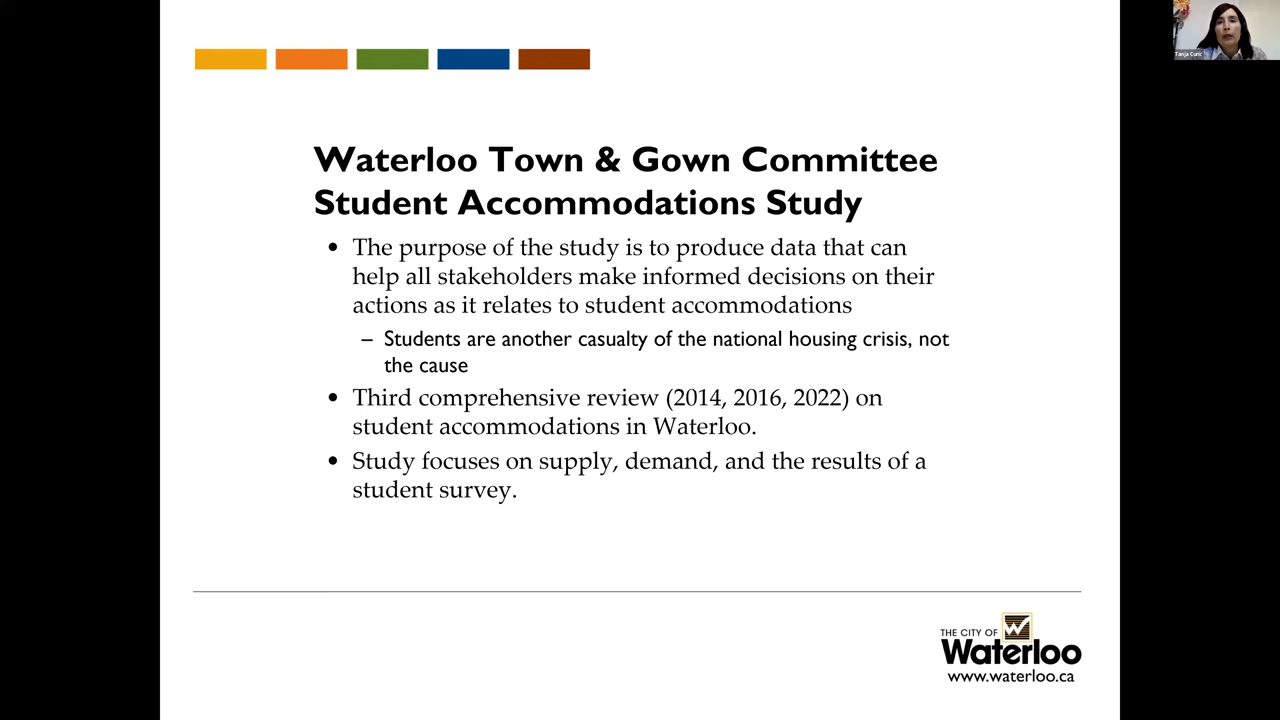 Tanja Curic
Waterloo Town & Gown Committee
Student Accommodations Study
• The purpose of the study is to produce data that can
help all stakeholders make informed decisions on their
actions as it relates to student accommodations
– Students are another casualty of the national housing crisis, not
the cause
• Third comprehensive review (2014, 2016, 2022) on
student accommodations in Waterloo.
• Study focuses on supply, demand, and the results of a
student survey.
THE CITY OF
Waterloo
www.waterloo.ca